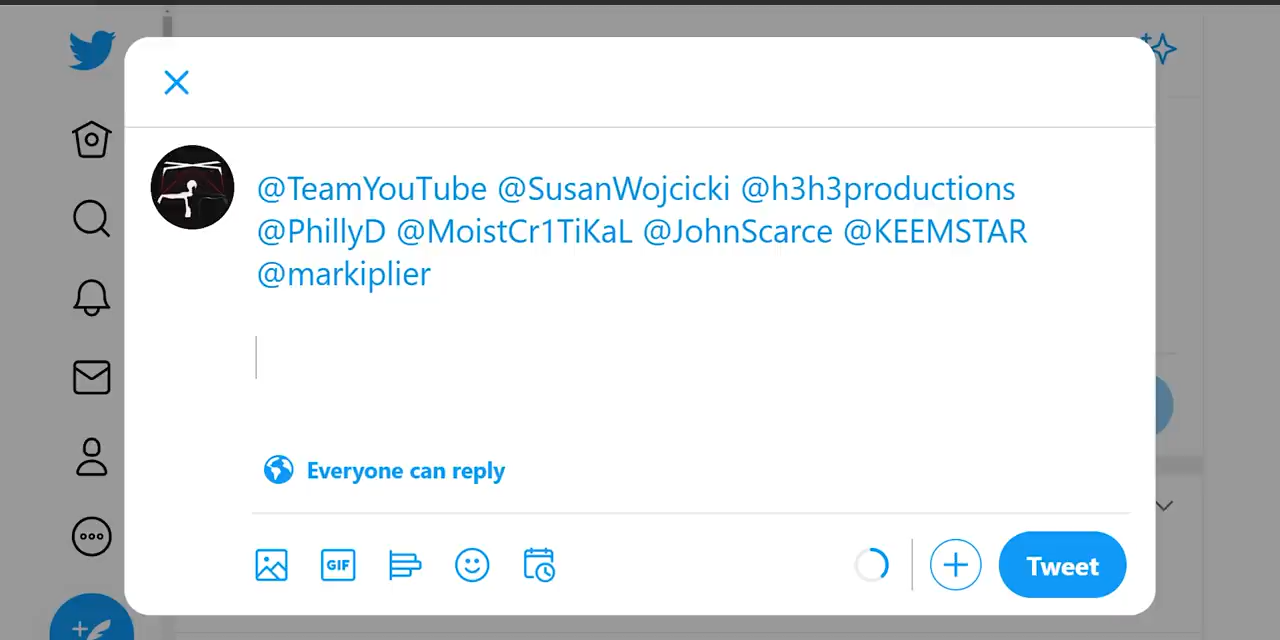 @TeamYouTube @SusanWojcicki @h3h3productions
@PhillyD @MoistCr1TiKaL @JohnScarce @KEEMSTAR
@markiplier
Everyone can reply
GIF
Tweet